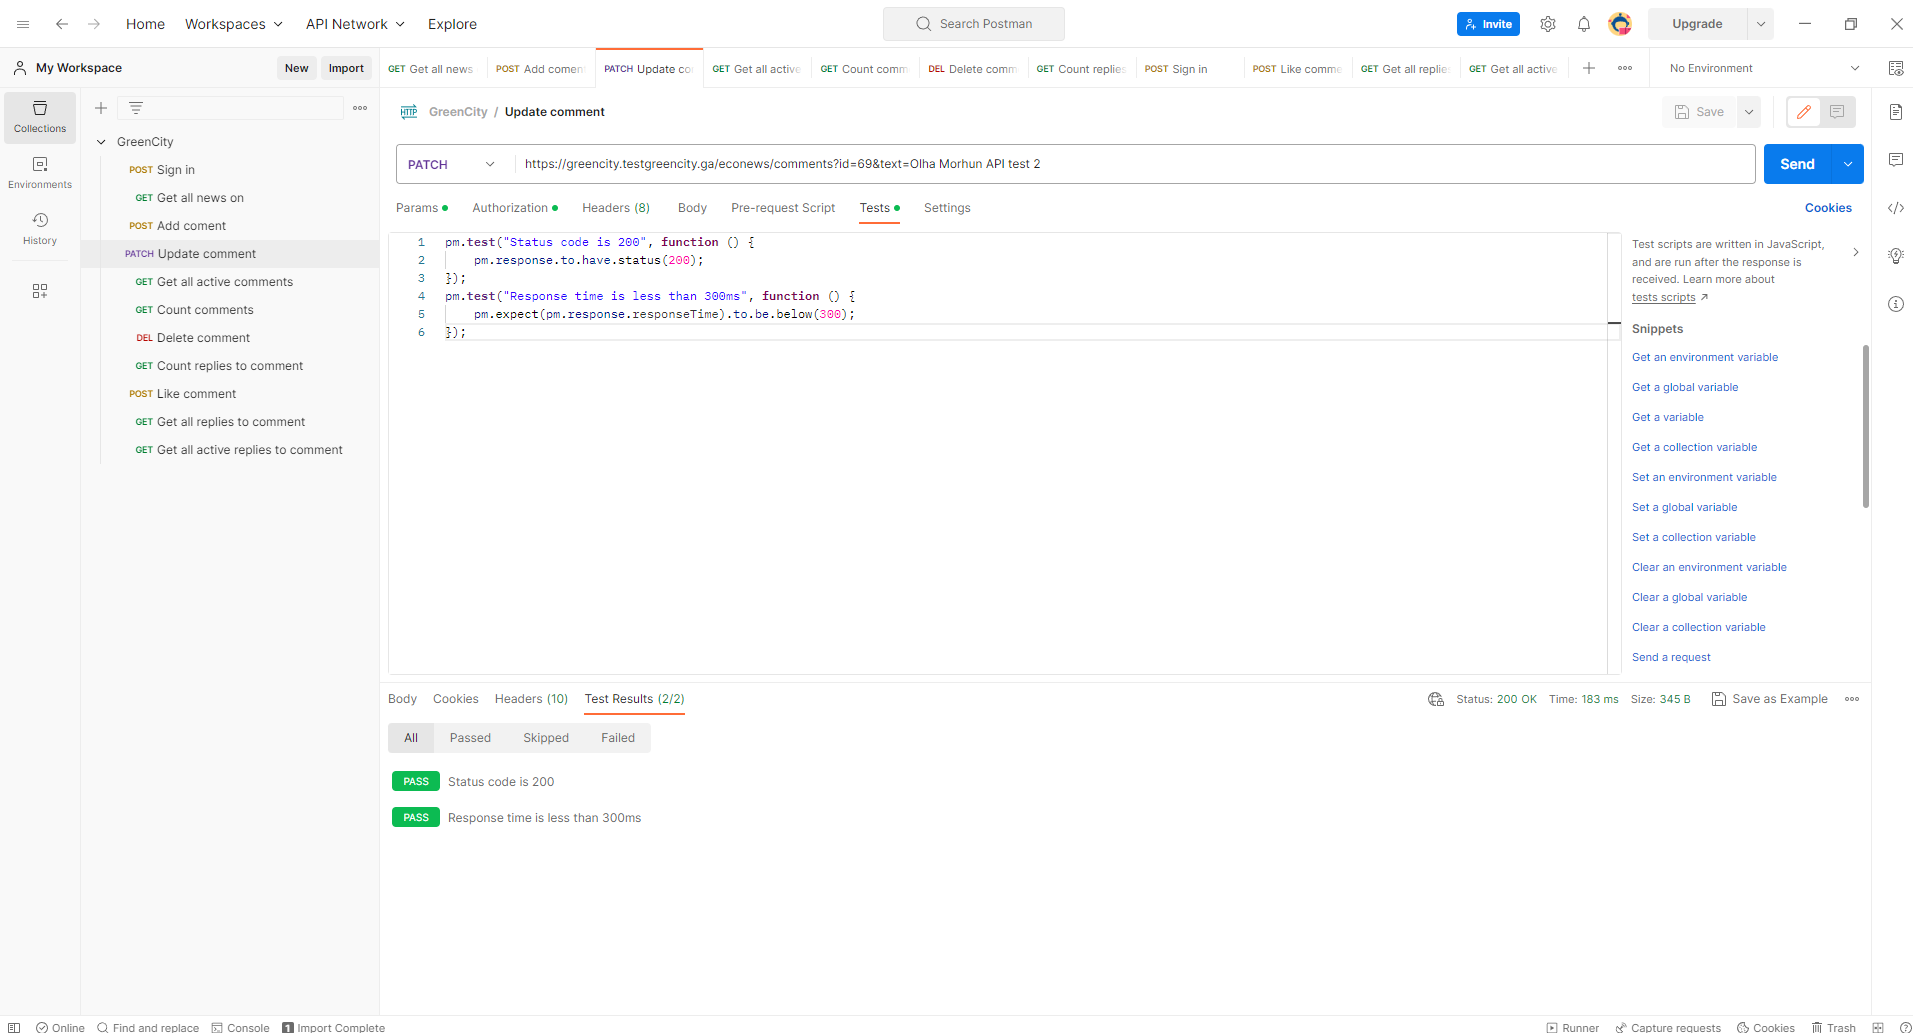 Home Workspaces API Network Explore Search Postman Invite Upgrade
My Workspace New Import
GET Get all news POST Add comen PATCH Update co GET Get all active GET Count comm DEL Delete comm GET Count replies POST Sign in POST Like comme GET Get all replie GET Get all active No Environment
Collections
Environments
History
GreenCity
POST Sign in
GET Get all news on
POST Add coment
PATCH Update comment
GET Get all active comments
GET Count comments
DEL Delete comment
GET Count replies to comment
POST Like comment
GET Get all replies to comment
GET Get all active replies to comment
HTTP GreenCity / Update comment Save
PATCH https://greencity.testgreencity.ga/econews/comments?id=69&text=Olha Morhun API test 2 Send
Params Authorization Headers (8) Body Pre-request Script Tests Settings Cookies
1 pm.test("Status code is 200", function () {
2 pm.response.to.have.status(200);
3 });
4 pm.test("Response time is less than 300ms", function () {
5 pm.expect(pm.response.responseTime).to.be.below(300);
6 });
Test scripts are written in JavaScript,
and are run after the response is
received. Learn more about
tests scripts ↗
Snippets
Get an environment variable
Get a global variable
Get a variable
Get a collection variable
Set an environment variable
Set a global variable
Set a collection variable
Clear an environment variable
Clear a global variable
Clear a collection variable
Send a request
Body Cookies Headers (10) Test Results (2/2) Status: 200 OK Time: 183 ms Size: 345 B Save as Example
All Passed Skipped Failed
PASS Status code is 200
PASS Response time is less than 300ms
Online Find and replace Console 1 Import Complete Runner Capture requests Cookies Trash